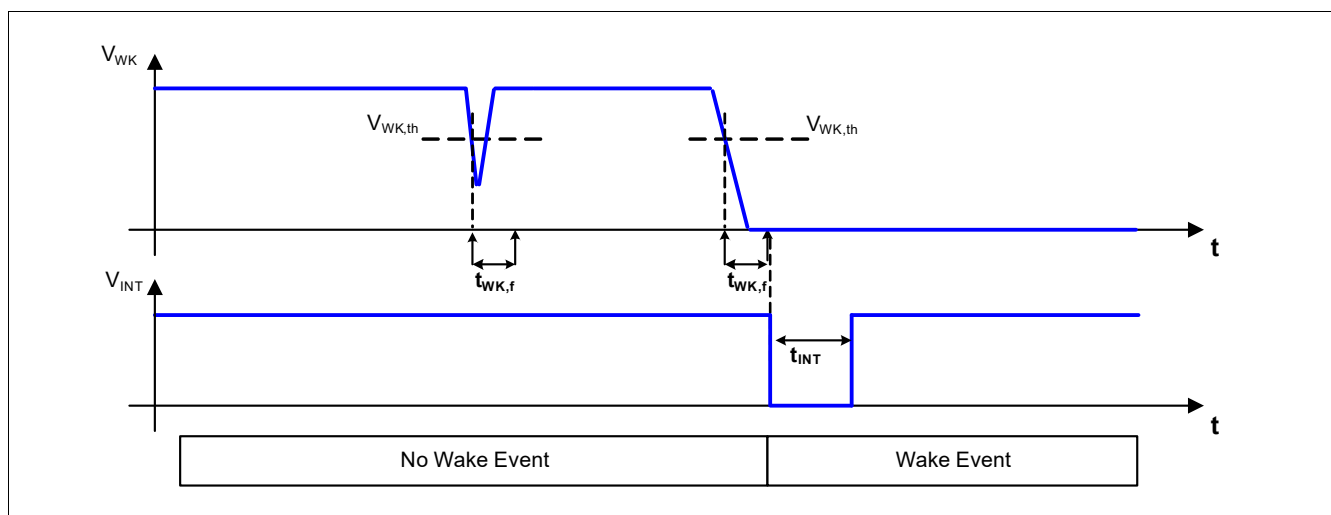 VWK
VWK,th
VWK,th
t
tWK,f
tWK,f
VINT
tINT
t
No Wake Event
Wake Event